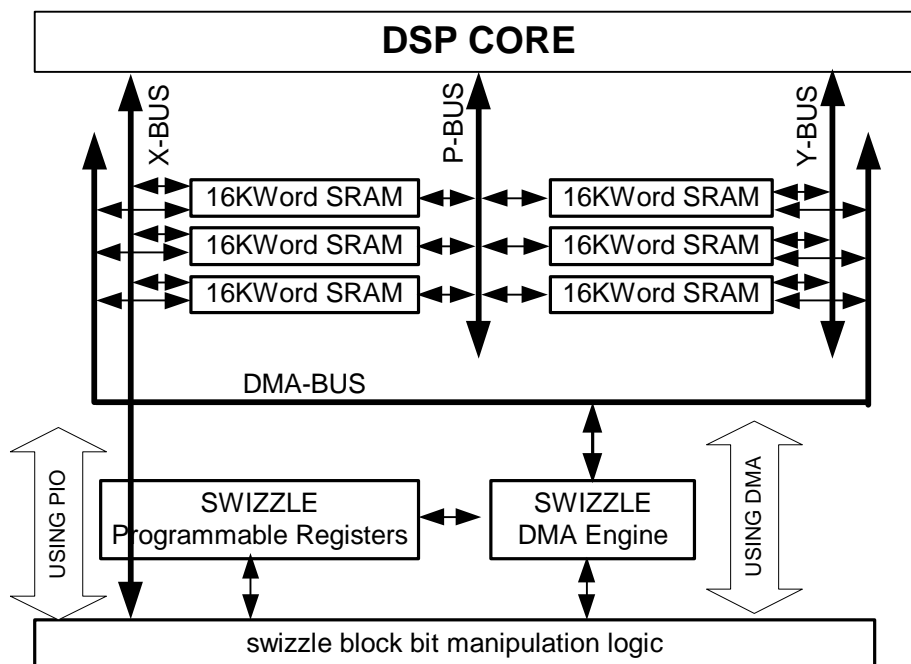 DSP CORE
X-BUS
P-BUS
Y-BUS
16KWord SRAM
16KWord SRAM
16KWord SRAM
16KWord SRAM
16KWord SRAM
16KWord SRAM
DMA-BUS
USING PIO
SWIZZLE
Programmable Registers
SWIZZLE
DMA Engine
USING DMA
swizzle block bit manipulation logic